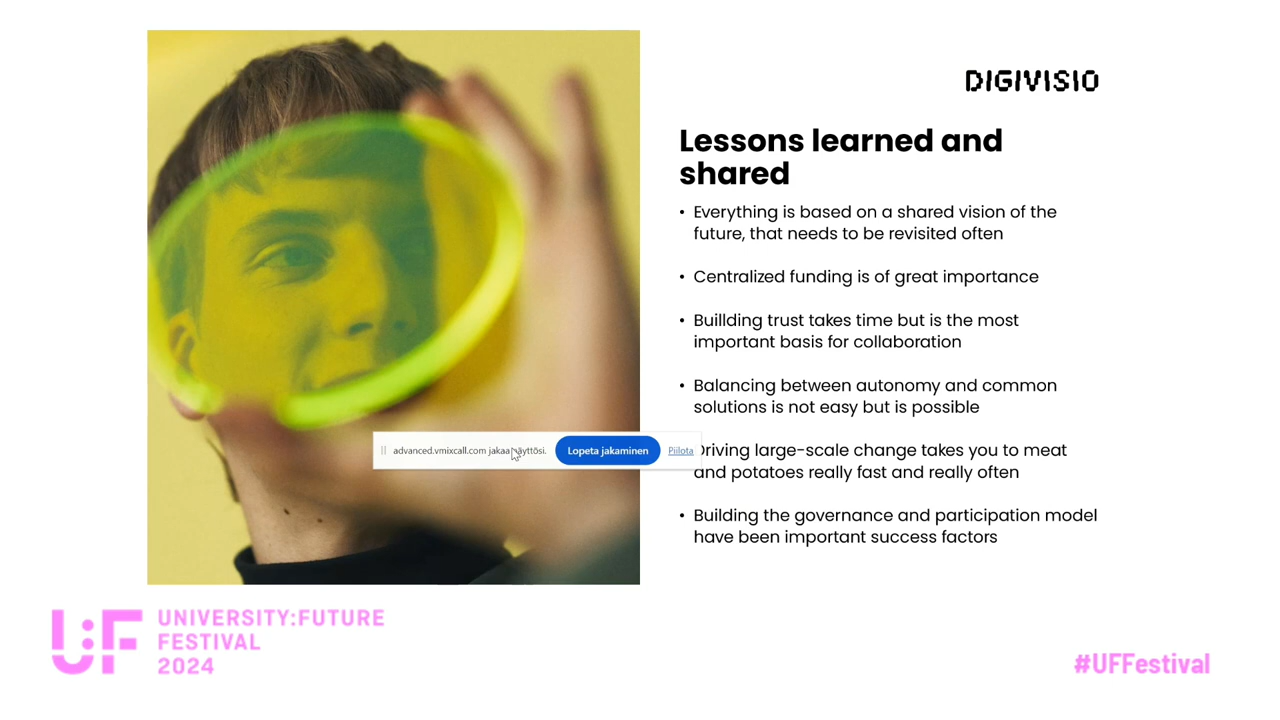 DIGIVISIO
Lessons learned and
shared
• Everything is based on a shared vision of the
future, that needs to be revisited often
• Centralized funding is of great importance
• Buillding trust takes time but is the most
important basis for collaboration
• Balancing between autonomy and common
solutions is not easy but is possible
advanced.vmixcall.com jakaa näyttösi.
Lopeta jakaminen
Piilota
Driving large-scale change takes you to meat
and potatoes really fast and really often
• Building the governance and participation model
have been important success factors
U:F
UNIVERSITY:FUTURE
FESTIVAL
2024
#UFFestival